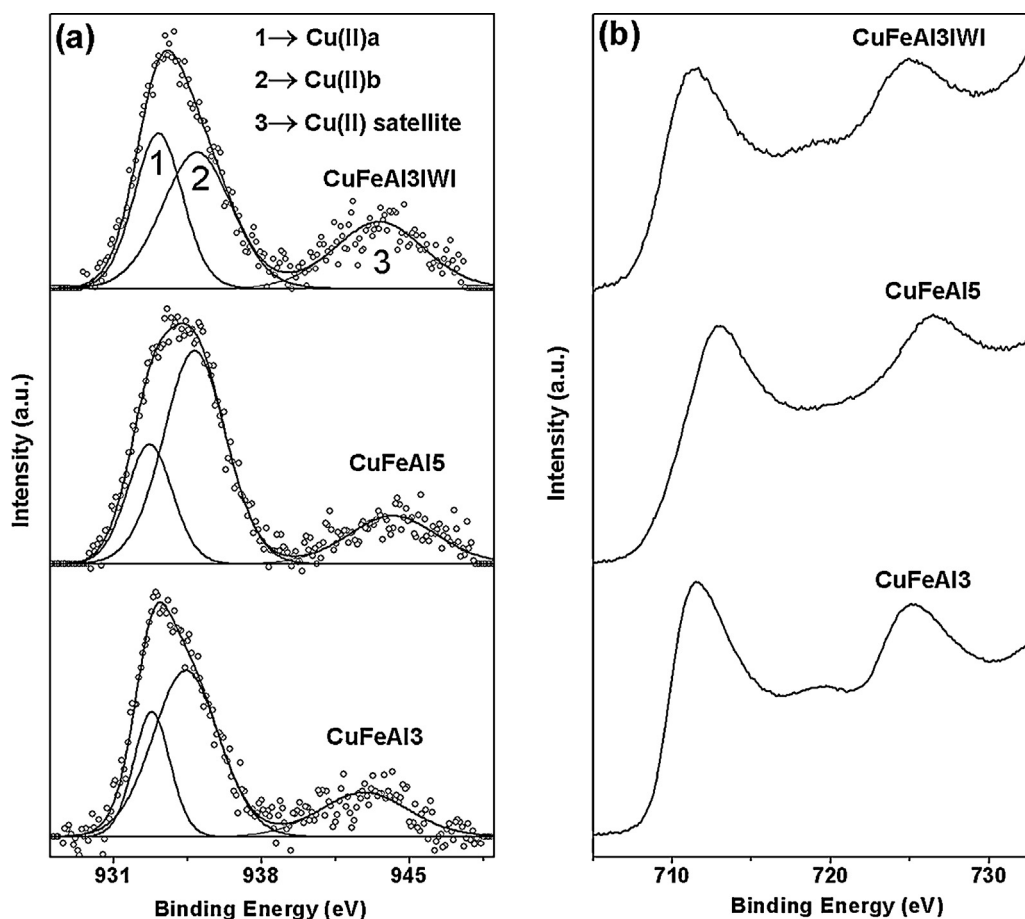 (a)
1→ Cu(II)a
2→ Cu(II)b
3→ Cu(II) satellite
1
2
3
CuFeAl3IWI
CuFeAl5
CuFeAl3
Intensity (a.u.)
931 938 945
Binding Energy (eV)
(b)
CuFeAl3IWI
CuFeAl5
CuFeAl3
Intensity (a.u.)
710 720 730
Binding Energy (eV)